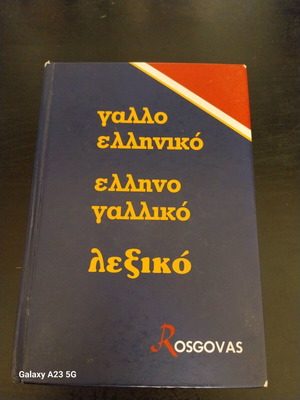 γαλλο
ελληνικό
ελληνο
γαλλικό
λεξικό
ROSGOVAS
Galaxy A23 5G